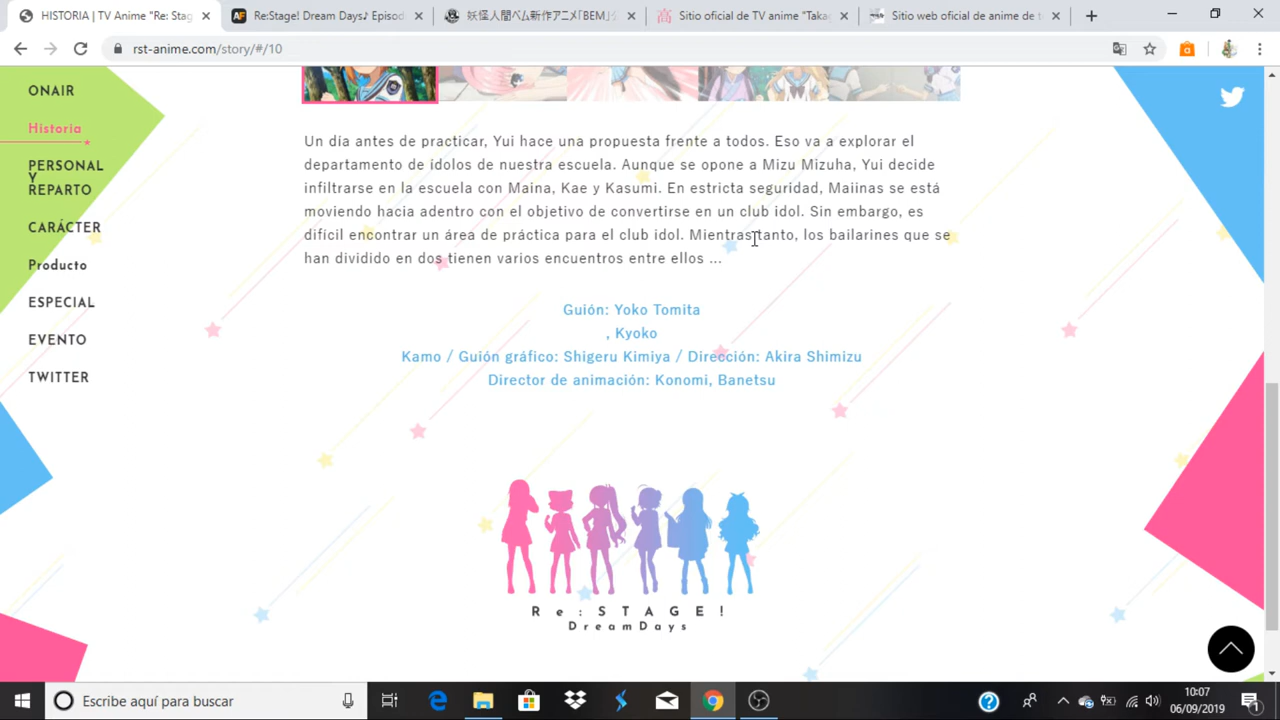 HISTORIA | TV Anime "Re: Stag
Re:Stage! Dream Days♪ Episod
妖怪人間ベム新作アニメ「BEM」公
Sitio oficial de TV anime "Taka
Sitio web oficial de anime de t
rst-anime.com/story/#/10
ONAIR
Historia
PERSONAL
Y
REPARTO
CARÁCTER
Producto
ESPECIAL
EVENTO
TWITTER
Un día antes de practicar, Yui hace una propuesta frente a todos. Eso va a explorar el
departamento de ídolos de nuestra escuela. Aunque se opone a Mizu Mizuha, Yui decide
infiltrarse en la escuela con Maina, Kae y Kasumi. En estricta seguridad, Maiinas se está
moviendo hacia adentro con el objetivo de convertirse en un club idol. Sin embargo, es
difícil encontrar un área de práctica para el club idol. Mientras tanto, los bailarines que se
han dividido en dos tienen varios encuentros entre ellos ...
Guión: Yoko Tomita
, Kyoko
Kamo / Guión gráfico: Shigeru Kimiya / Dirección: Akira Shimizu
Director de animación: Konomi, Banetsu
Re:STAGE!
DreamDays
Escribe aquí para buscar
10:07
06/09/2019
1